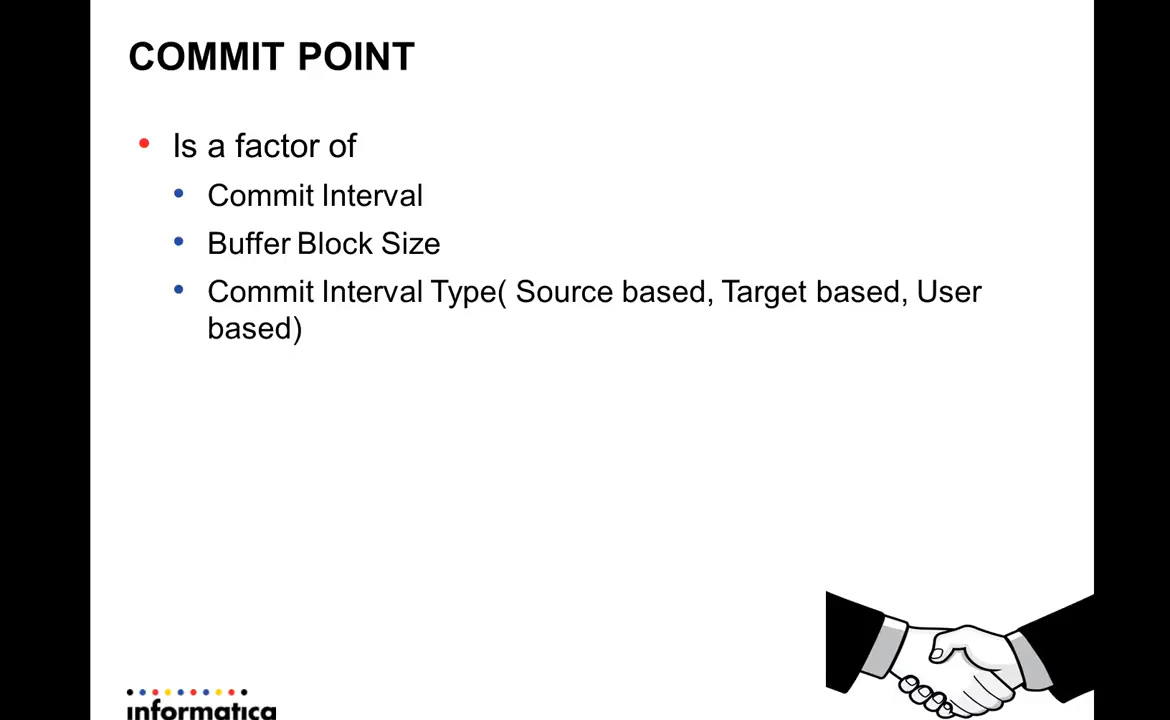 COMMIT POINT
• Is a factor of
• Commit Interval
• Buffer Block Size
• Commit Interval Type( Source based, Target based, User
based)
informatica